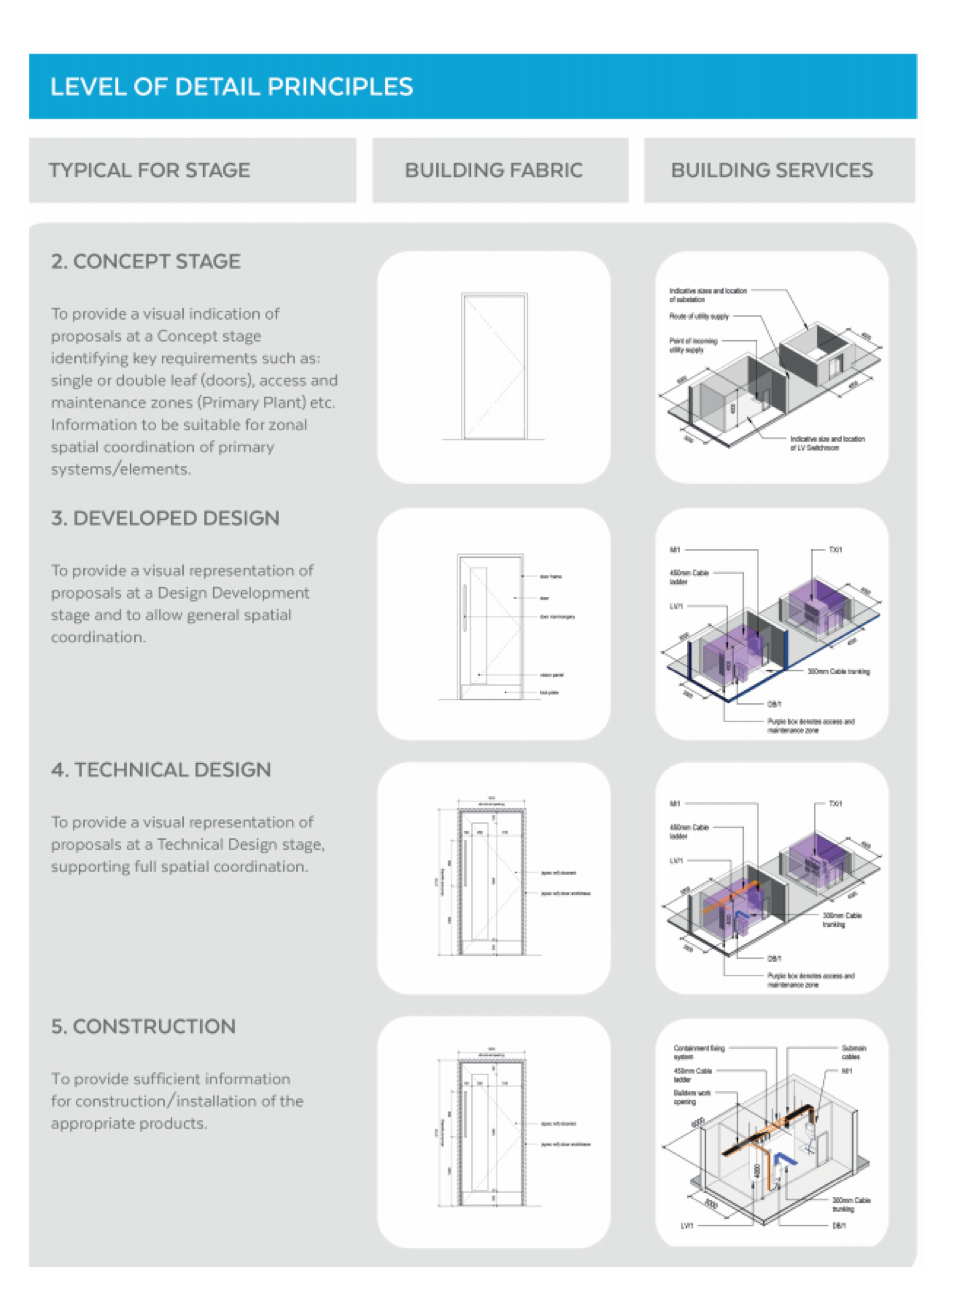 LEVEL OF DETAIL PRINCIPLES
TYPICAL FOR STAGE
BUILDING FABRIC
BUILDING SERVICES
2. CONCEPT STAGE
To provide a visual indication of
proposals at a Concept stage
identifying key requirements such as:
single or double leaf (doors), access and
maintenance zones (Primary Plant) etc.
Information to be suitable for zonal
spatial coordination of primary
systems/elements.
Indicative sizes and location
of substation
Route of utility supply
Point of incoming
utility supply
4000
Indicative size and location
of LV Switchroom
3. DEVELOPED DESIGN
To provide a visual representation of
proposals at a Design Development
stage and to allow general spatial
coordination.
door frame
door
door ironmongery
vision panel
kick plate
M/1
TX/1
450mm Cable
ladder
LV/1
300mm Cable trunking
DB/1
Purple box denotes access and
maintenance zone
4. TECHNICAL DESIGN
To provide a visual representation of
proposals at a Technical Design stage,
supporting full spatial coordination.
M/1
TX/1
450mm Cable
ladder
LV/1
300mm Cable
trunking
DB/1
Purple box denotes access and
maintenance zone
5. CONSTRUCTION
To provide sufficient information
for construction/installation of the
appropriate products.
Containment fixing
system
Submain
cables
450mm Cable
ladder
M/1
Builders work
opening
6000
4000
3000
300mm Cable
trunking
LV/1
DB/1